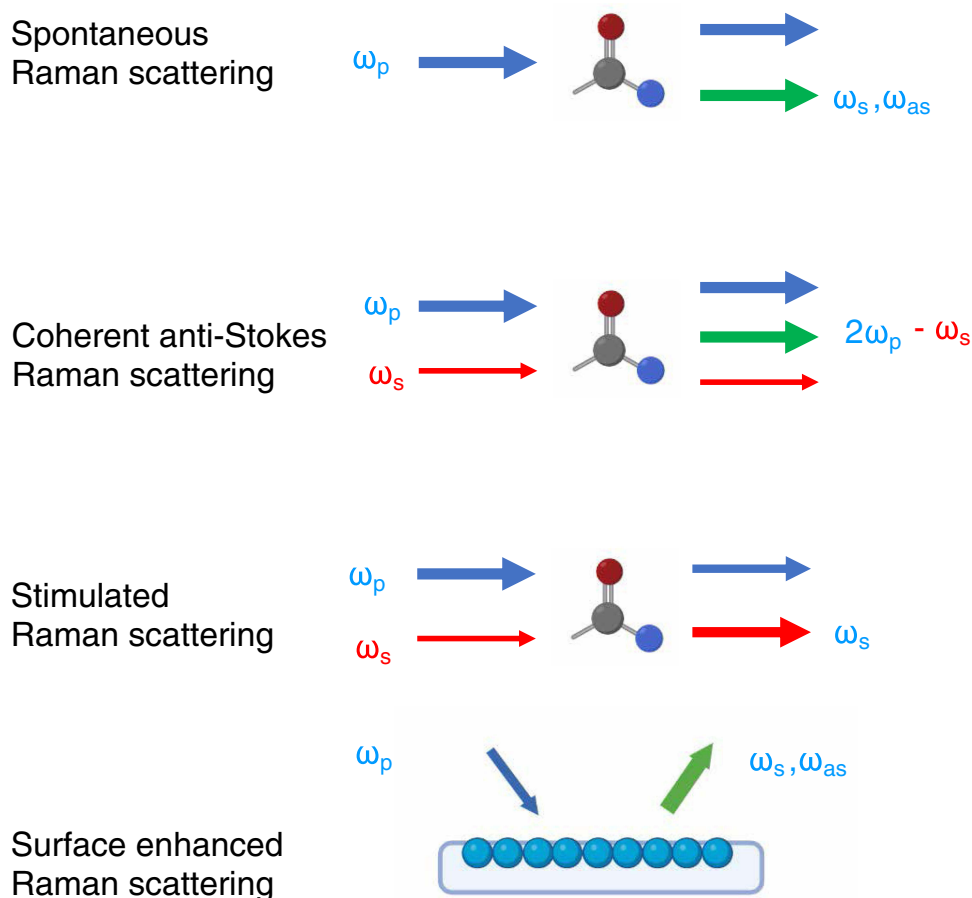 Spontaneous
Raman scattering
ωp
ωs ,ωas
Coherent anti-Stokes
Raman scattering
ωp
ωs
2ωp - ωs
Stimulated
Raman scattering
ωp
ωs
ωs
Surface enhanced
Raman scattering
ωp
ωs ,ωas